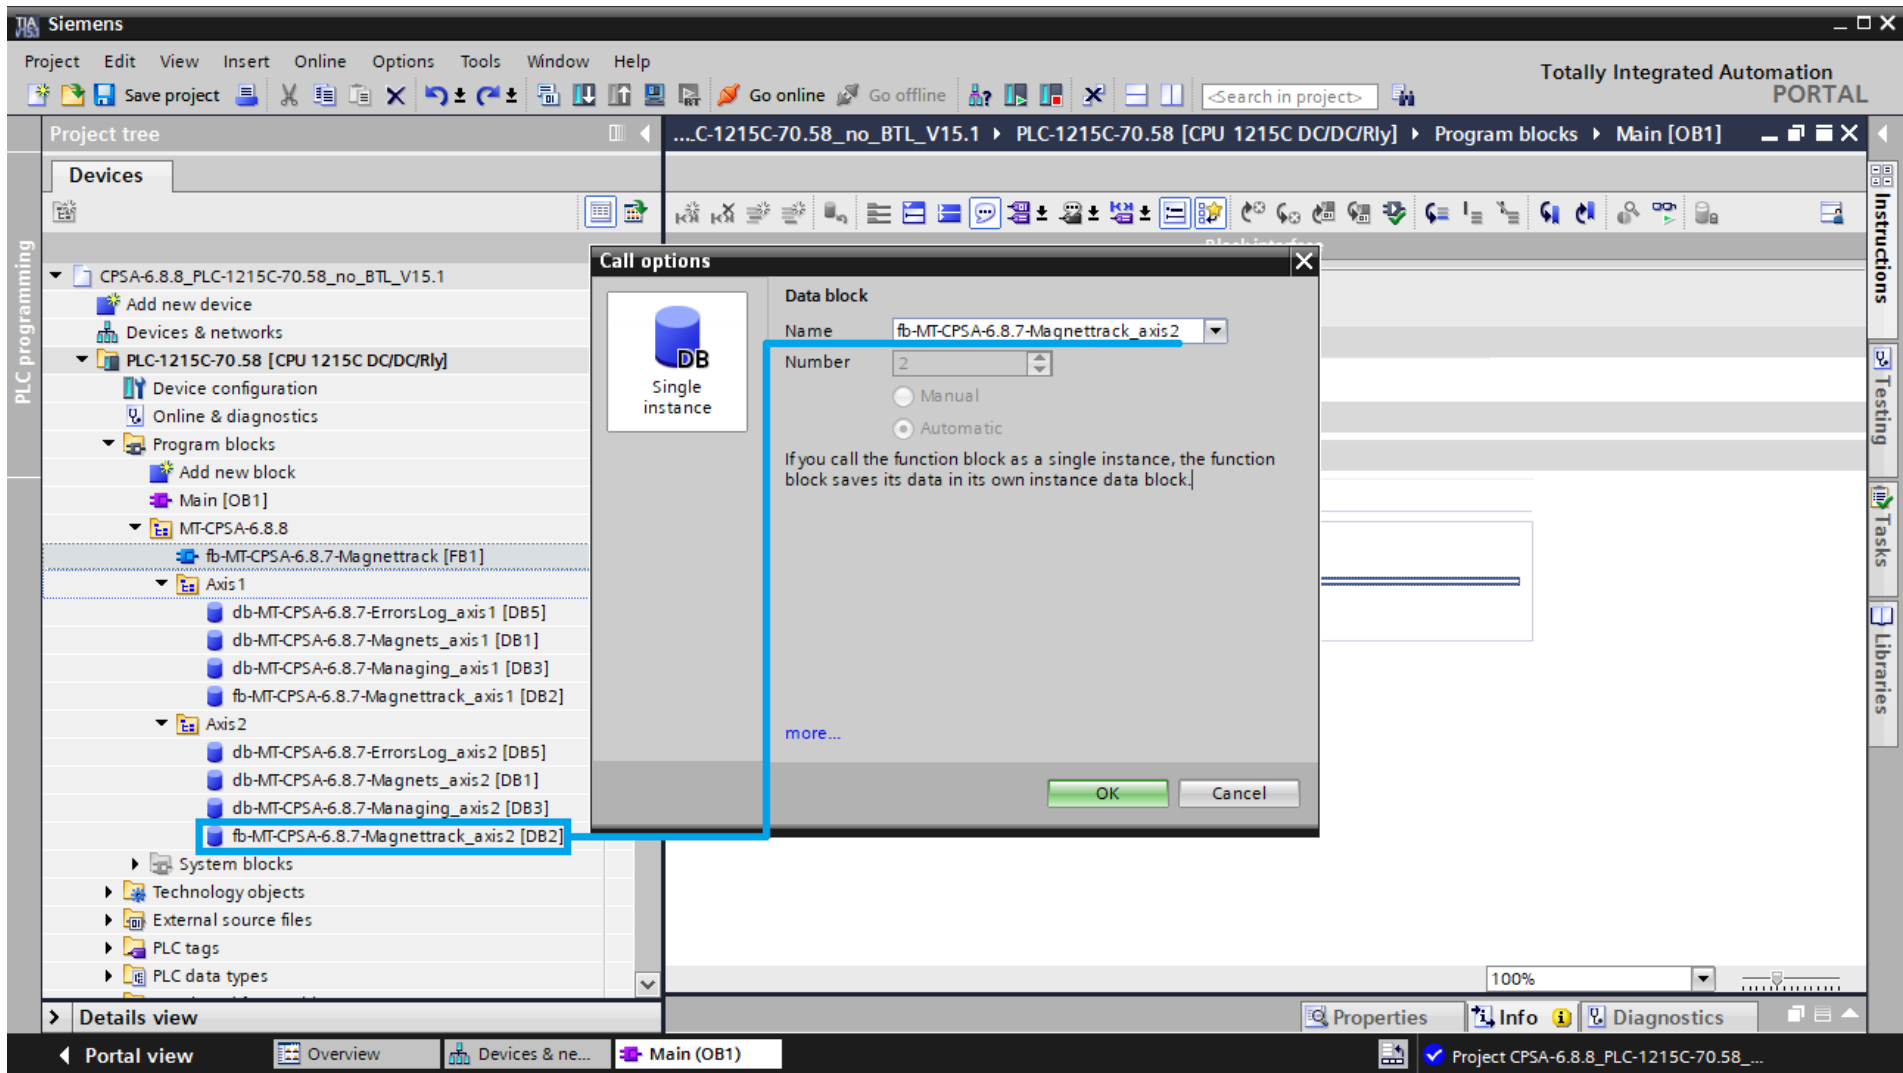 Siemens
Project Edit View Insert Online Options Tools Window Help
Totally Integrated Automation
PORTAL
Save project Go online Go offline <Search in project>
Project tree
....C-1215C-70.58_no_BTL_V15.1 PLC-1215C-70.58 [CPU 1215C DC/DC/Rly] Program blocks Main [OB1]
Devices
PLC programming
CPSA-6.8.8_PLC-1215C-70.58_no_BTL_V15.1
Add new device
Devices & networks
PLC-1215C-70.58 [CPU 1215C DC/DC/Rly]
Device configuration
Online & diagnostics
Program blocks
Add new block
Main [OB1]
MT-CPSA-6.8.8
fb-MT-CPSA-6.8.7-Magnettrack [FB1]
Axis1
db-MT-CPSA-6.8.7-ErrorsLog_axis1 [DB5]
db-MT-CPSA-6.8.7-Magnets_axis1 [DB1]
db-MT-CPSA-6.8.7-Managing_axis1 [DB3]
fb-MT-CPSA-6.8.7-Magnettrack_axis1 [DB2]
Axis2
db-MT-CPSA-6.8.7-ErrorsLog_axis2 [DB5]
db-MT-CPSA-6.8.7-Magnets_axis2 [DB1]
db-MT-CPSA-6.8.7-Managing_axis2 [DB3]
fb-MT-CPSA-6.8.7-Magnettrack_axis2 [DB2]
System blocks
Technology objects
External source files
PLC tags
PLC data types
Details view
Call options
DB
Single
instance
Data block
Name fb-MT-CPSA-6.8.7-Magnettrack_axis2
Number 2
Manual
Automatic
If you call the function block as a single instance, the function
block saves its data in its own instance data block.
more...
OK Cancel
Instructions
Testing
Tasks
Libraries
100%
Properties Info Diagnostics
Portal view Overview Devices & ne... Main (OB1) Project CPSA-6.8.8_PLC-1215C-70.58_...